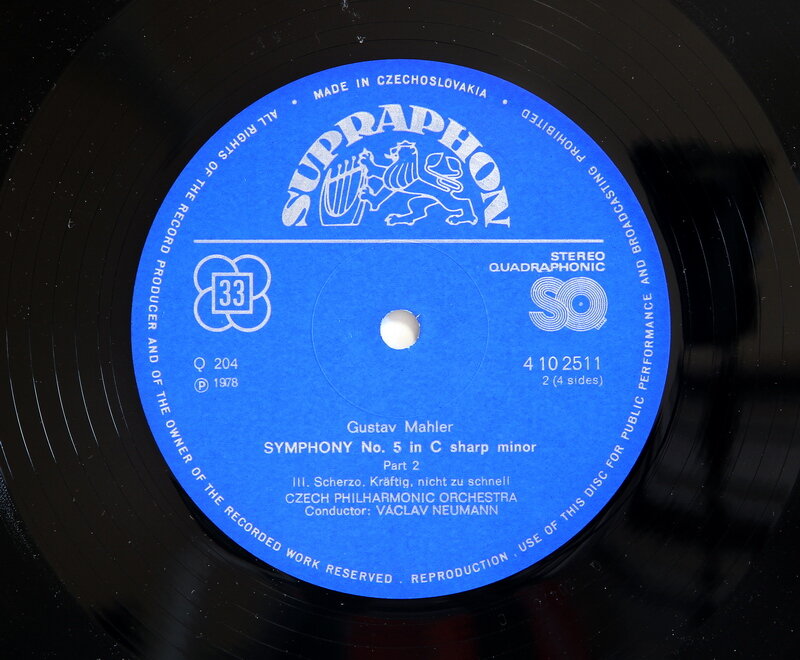 MADE IN CZECHOSLOVAKIA
ALL RIGHTS OF THE RECORD PRODUCER AND OF THE OWNER OF THE RECORDED WORK RESERVED . REPRODUCTION . USE OF THIS DISC FOR PUBLIC PERFORMANCE AND BROADCASTING PROHIBITED
SUPRAPHON
STEREO
QUADRAPHONIC
33
SQ
Q 204
4 10 2511
℗ 1978
2 (4 sides)
Gustav Mahler
SYMPHONY No. 5 in C sharp minor
Part 2
III. Scherzo. Kräftig, nicht zu schnell
CZECH PHILHARMONIC ORCHESTRA
Conductor: VÁCLAV NEUMANN